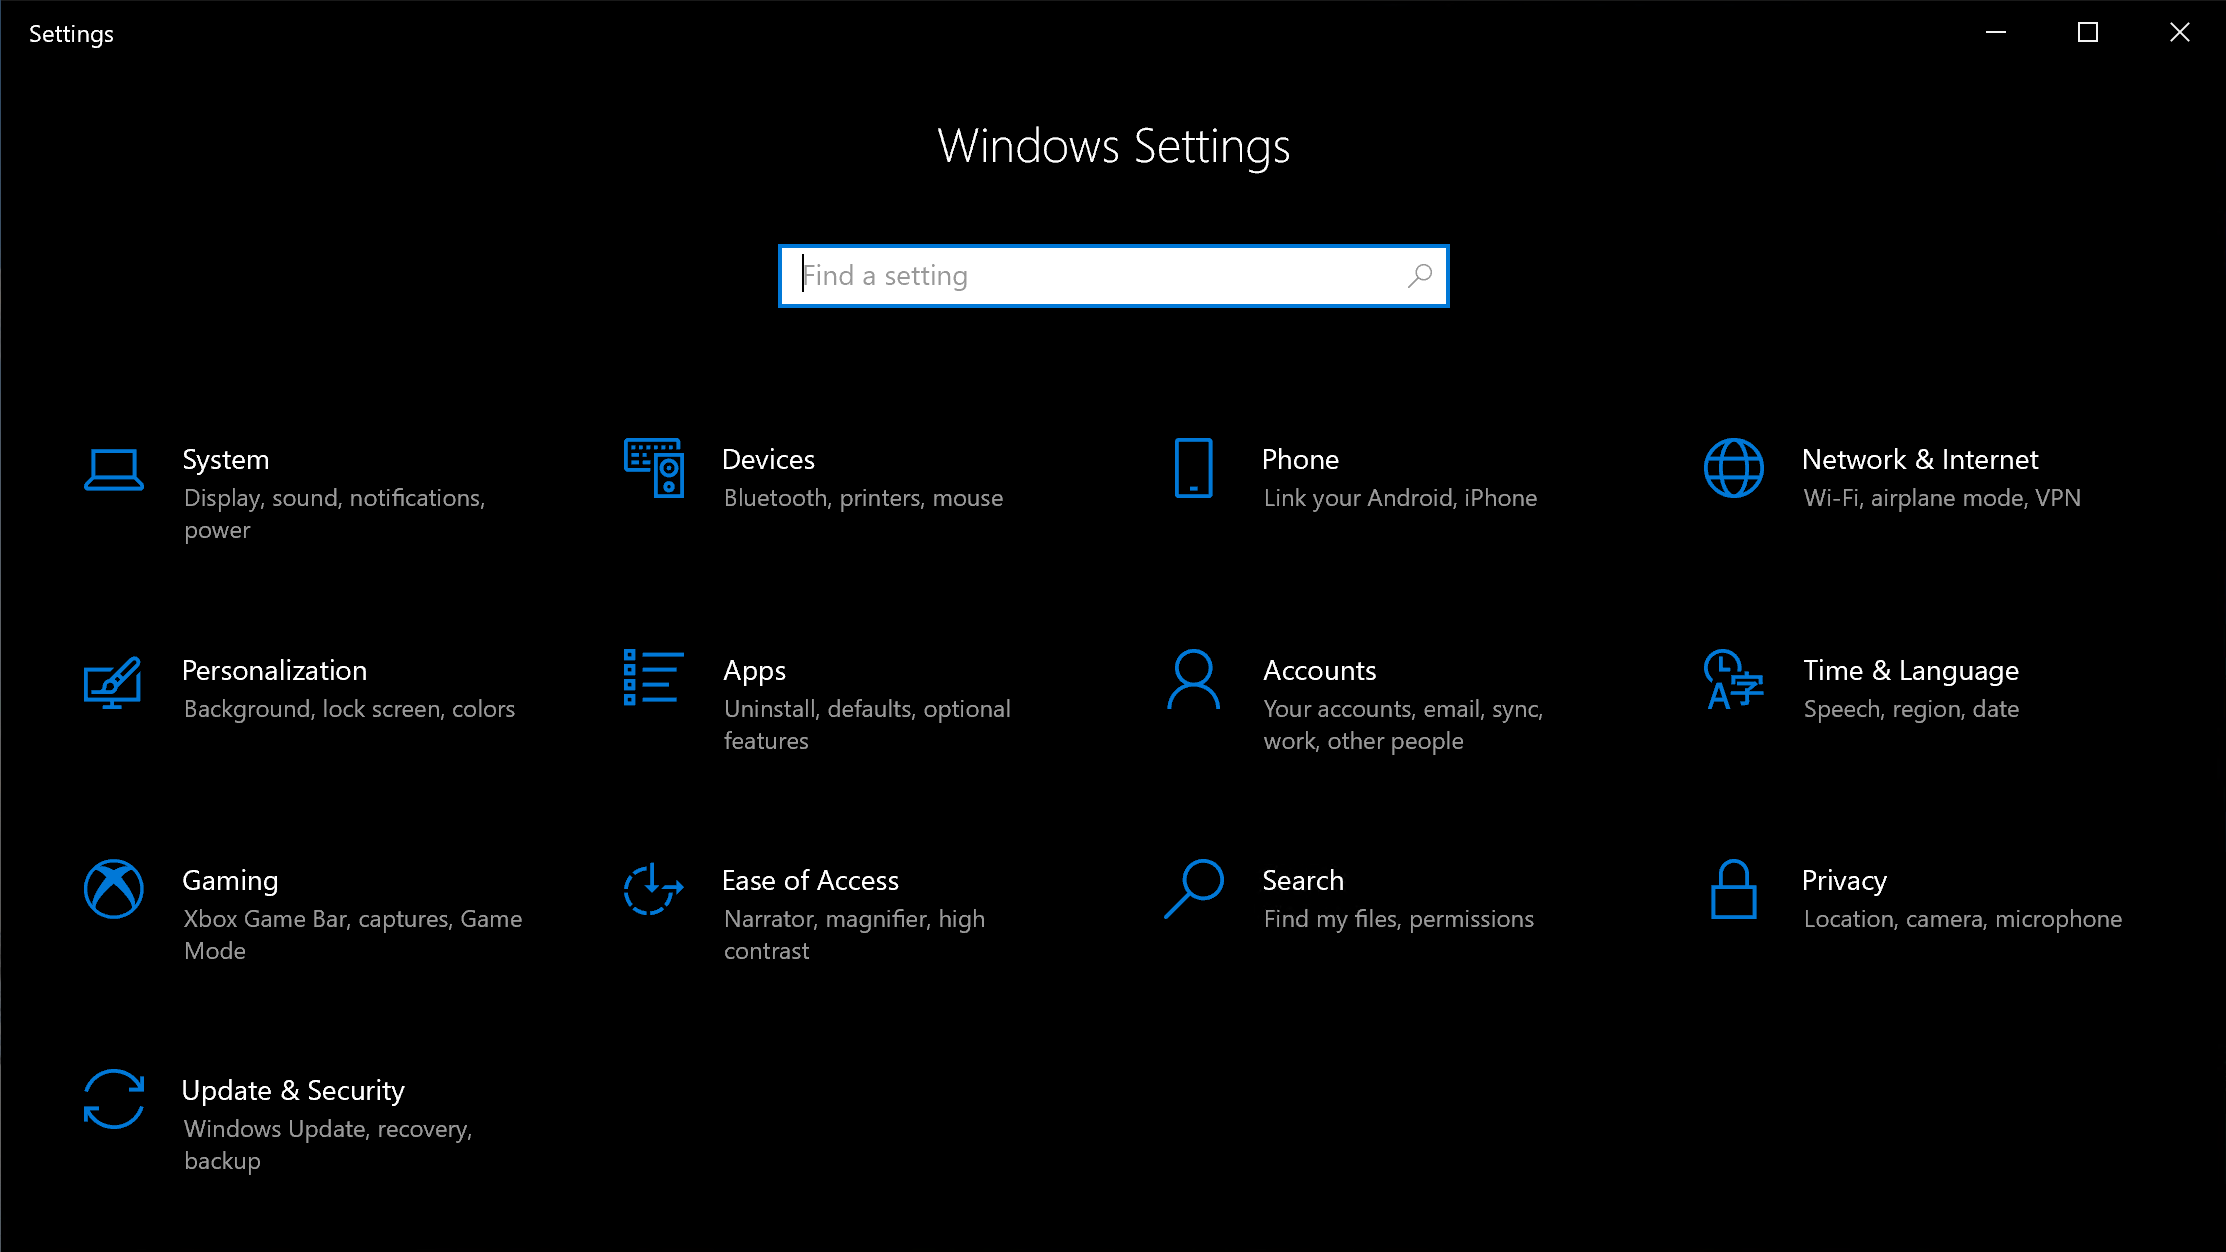 Settings
Windows Settings
Find a setting
System
Display, sound, notifications,
power
Devices
Bluetooth, printers, mouse
Phone
Link your Android, iPhone
Network & Internet
Wi-Fi, airplane mode, VPN
Personalization
Background, lock screen, colors
Apps
Uninstall, defaults, optional
features
Accounts
Your accounts, email, sync,
work, other people
Time & Language
Speech, region, date
Gaming
Xbox Game Bar, captures, Game
Mode
Ease of Access
Narrator, magnifier, high
contrast
Search
Find my files, permissions
Privacy
Location, camera, microphone
Update & Security
Windows Update, recovery,
backup